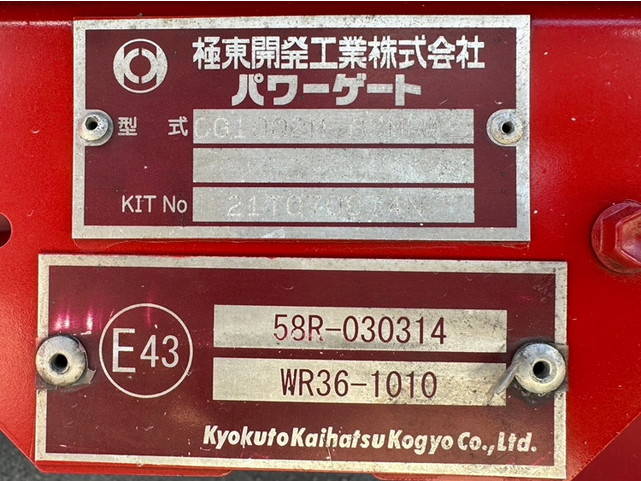 極東開発工業株式会社
パワーゲート
型 式
KIT No
E43
58R-030314
WR36-1010
Kyokuto Kaihatsu Kogyo Co., Ltd.